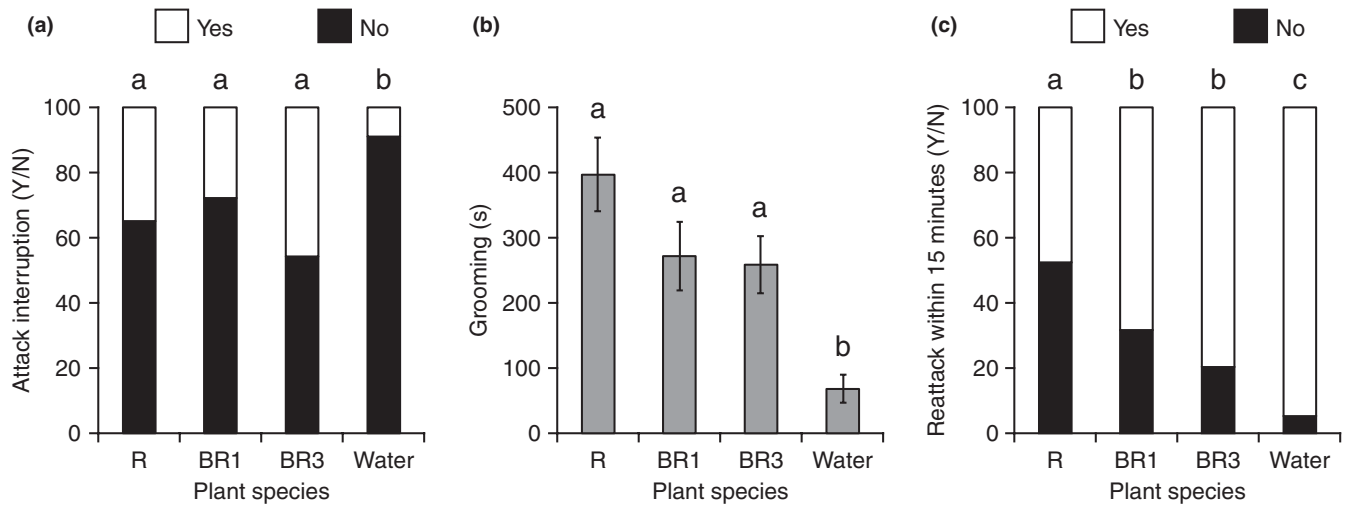 (a) Yes No
a a a b
Attack interruption (Y/N)
100
80
60
40
20
0
R BR1 BR3 Water
Plant species
(b)
a
a
a
b
Grooming (s)
500
400
300
200
100
0
R BR1 BR3 Water
Plant species
(c) Yes No
a b b c
Reattack within 15 minutes (Y/N)
100
80
60
40
20
0
R BR1 BR3 Water
Plant species